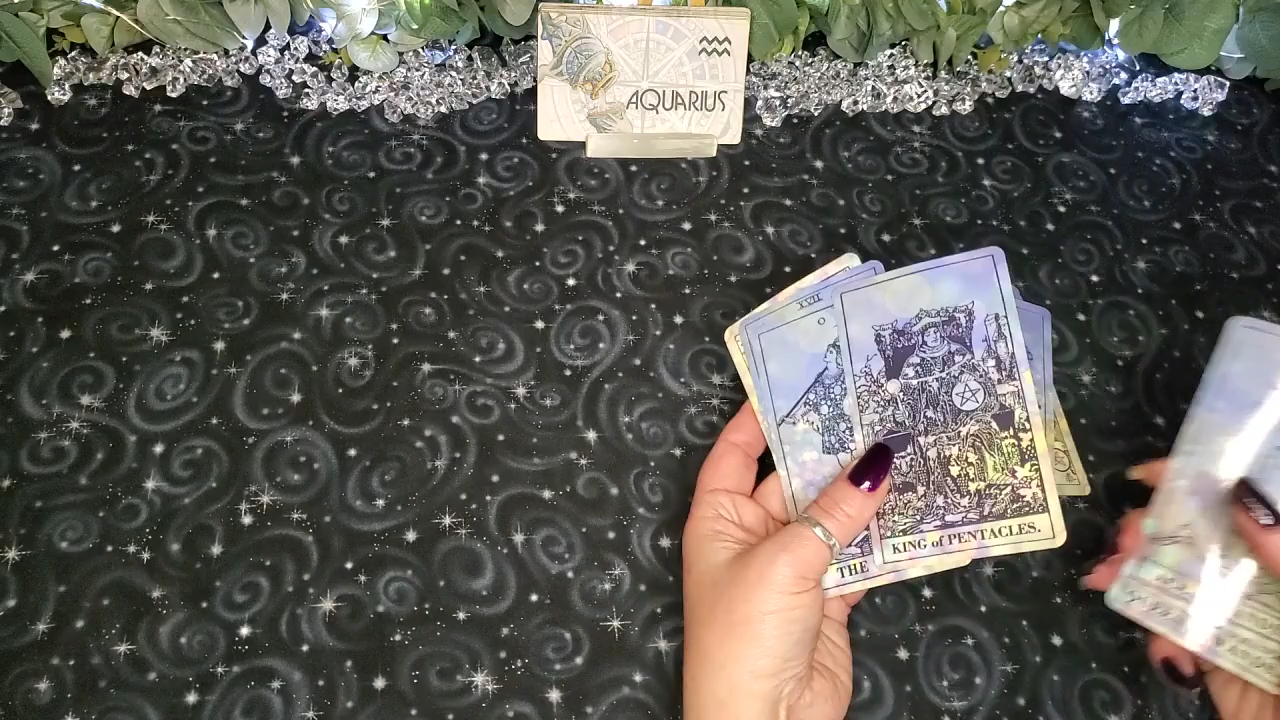 AQUARIUS
XVII
THE
KING of PENTACLES.